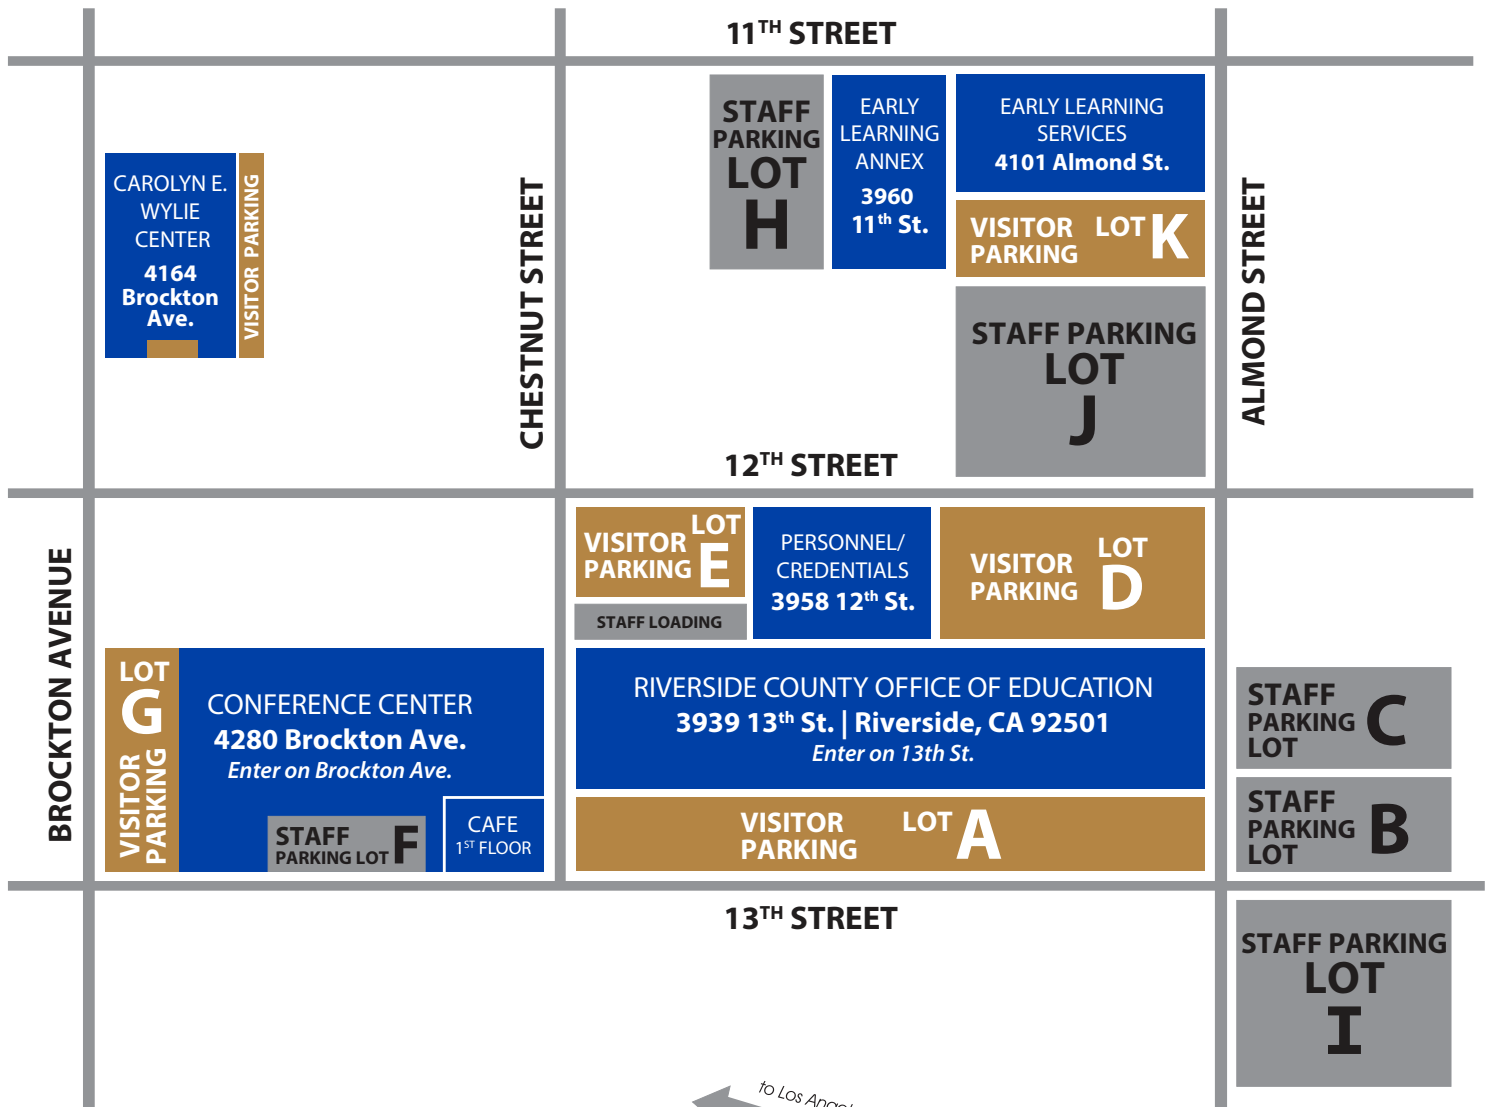 11TH STREET
STAFF
PARKING
LOT
H
EARLY
LEARNING
ANNEX
3960
11th St.
EARLY LEARNING
SERVICES
4101 Almond St.
VISITOR
PARKING
LOT K
STAFF PARKING
LOT
J
CAROLYN E.
WYLIE
CENTER
4164
Brockton
Ave.
VISITOR PARKING
CHESTNUT STREET
ALMOND STREET
12TH STREET
BROCKTON AVENUE
VISITOR
PARKING
LOT
E
STAFF LOADING
PERSONNEL/
CREDENTIALS
3958 12th St.
VISITOR
PARKING
LOT
D
LOT
G
VISITOR
PARKING
CONFERENCE CENTER
4280 Brockton Ave.
Enter on Brockton Ave.
STAFF
PARKING LOT F
CAFE
1ST FLOOR
RIVERSIDE COUNTY OFFICE OF EDUCATION
3939 13th St. | Riverside, CA 92501
Enter on 13th St.
VISITOR
PARKING
LOT A
STAFF
PARKING
LOT
C
STAFF
PARKING
LOT
B
13TH STREET
STAFF PARKING
LOT
I
to Los